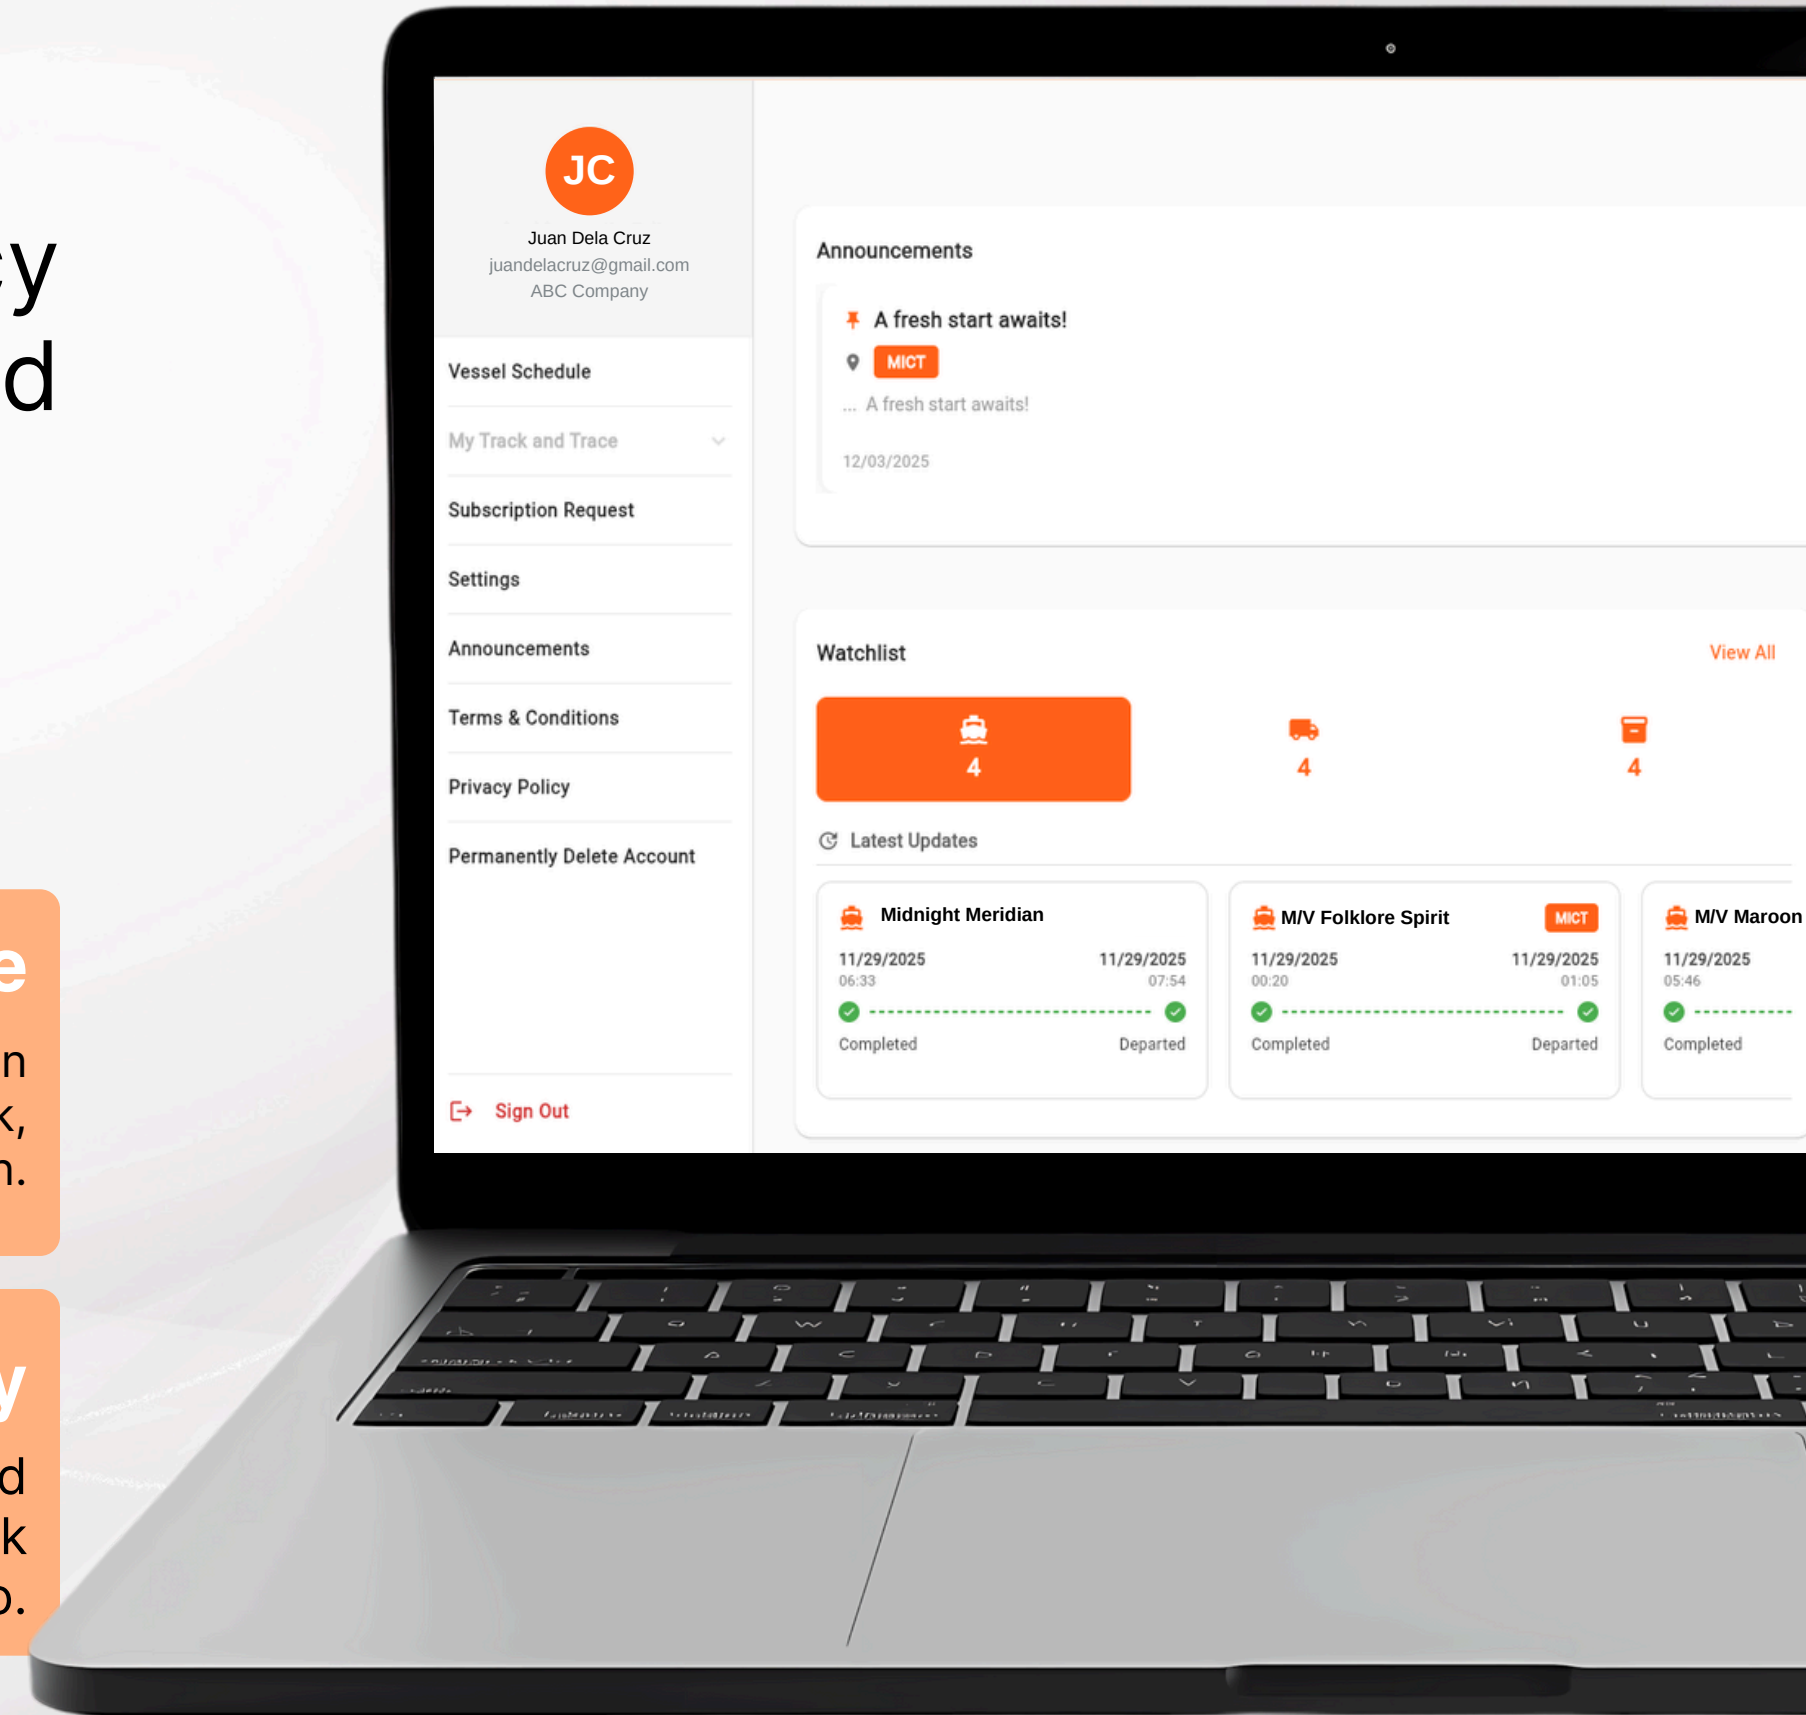 cy
d
e
n
k,
n.
y
d
k
o.
JC
Juan Dela Cruz
juandelacruz@gmail.com
ABC Company
Vessel Schedule
My Track and Trace
Subscription Request
Settings
Announcements
Terms & Conditions
Privacy Policy
Permanently Delete Account
Sign Out
Announcements
A fresh start awaits!
MICT
... A fresh start awaits!
12/03/2025
Watchlist
View All
4
4
4
Latest Updates
Midnight Meridian
11/29/2025 11/29/2025
06:33 07:54
Completed Departed
M/V Folklore Spirit MICT
11/29/2025 11/29/2025
00:20 01:05
Completed Departed
M/V Maroon
11/29/2025
05:46
Completed